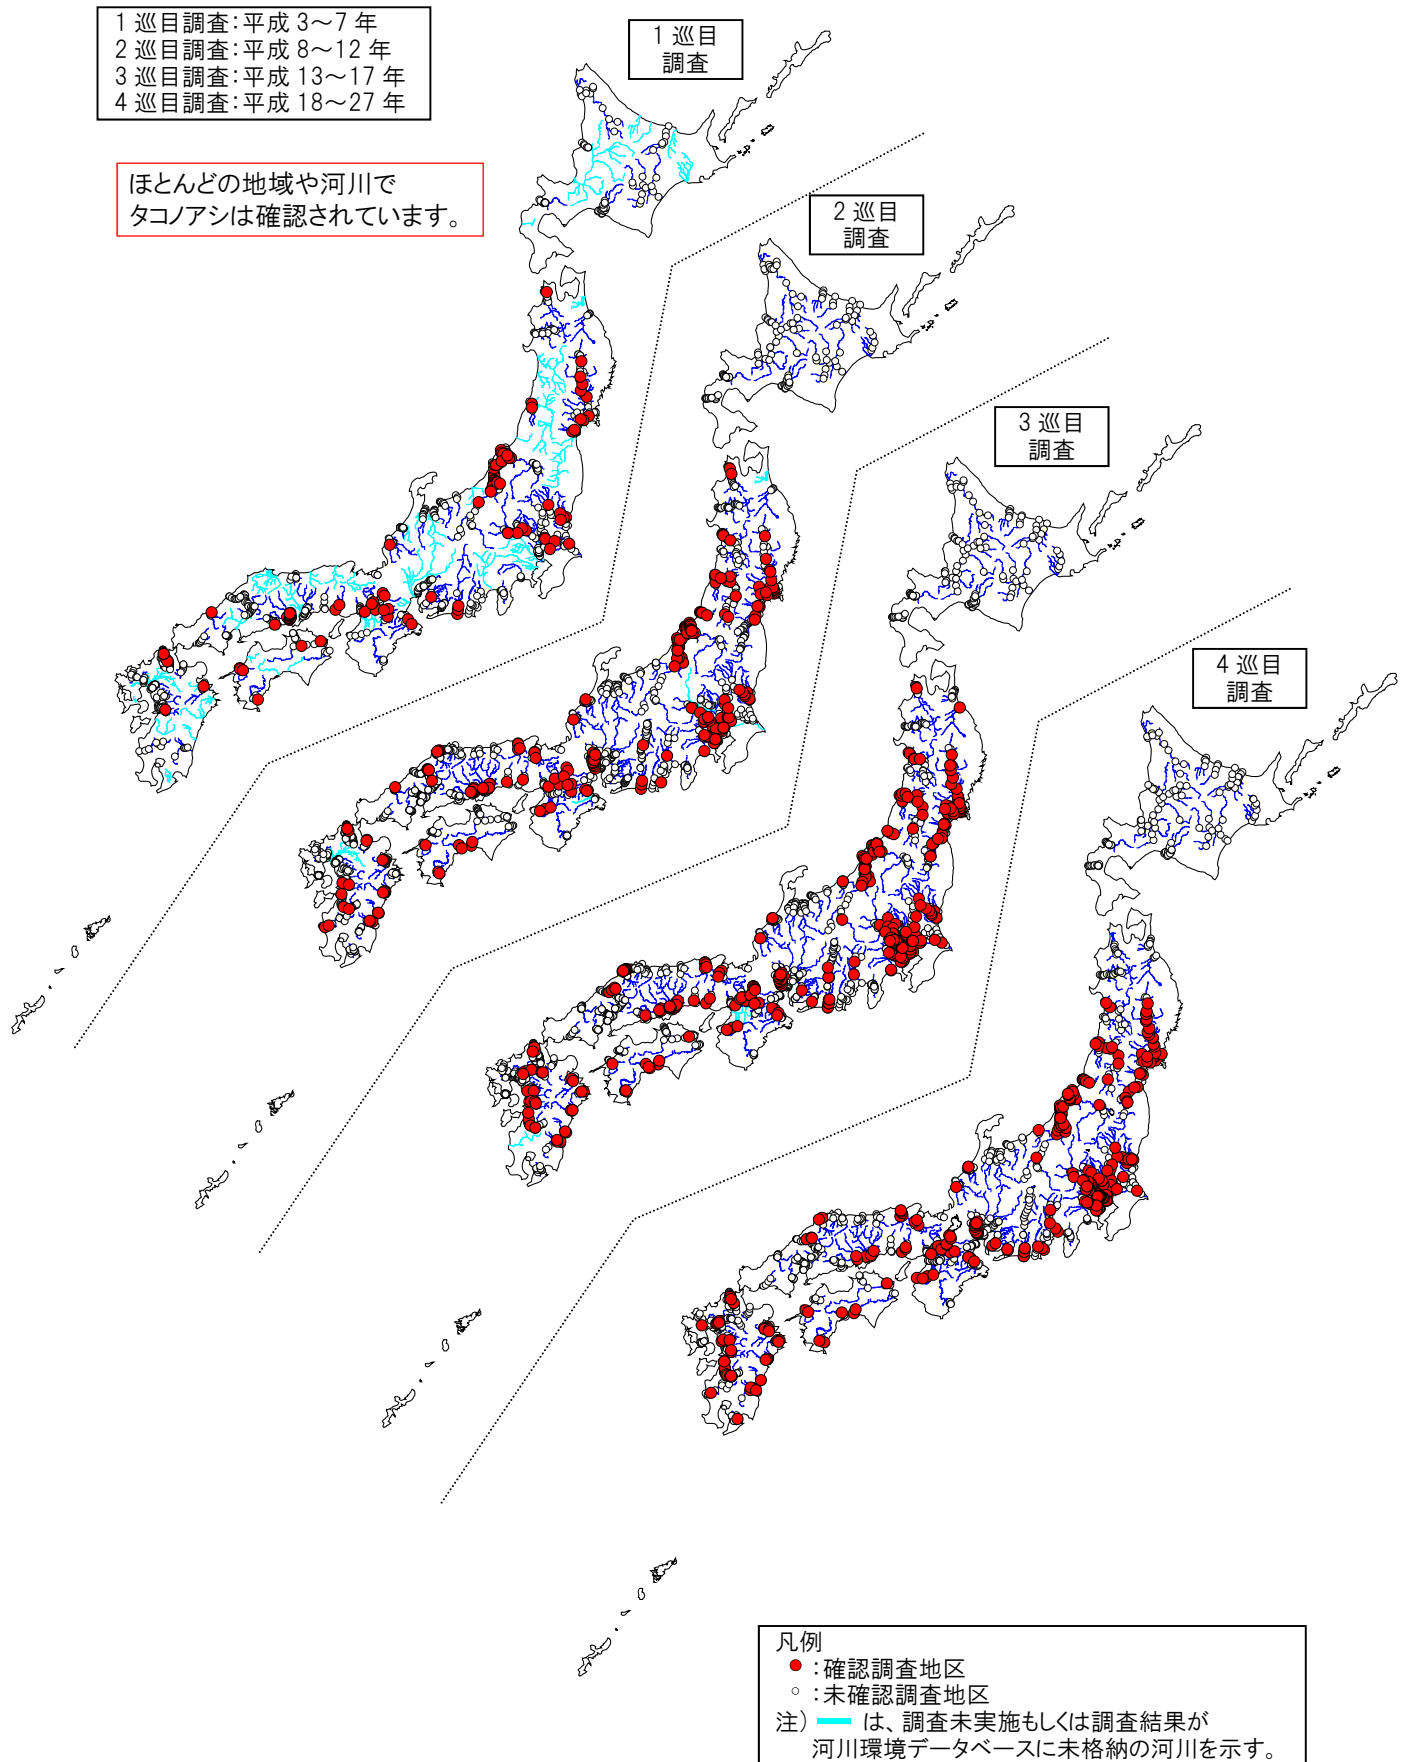 1 巡目調査：平成 3～7 年
2 巡目調査：平成 8～12 年
3 巡目調査：平成 13～17 年
4 巡目調査：平成 18～27 年
ほとんどの地域や河川で
タコノアシは確認されています。
1 巡目
調査
2 巡目
調査
3 巡目
調査
4 巡目
調査
凡例
：確認調査地区
：未確認調査地区
注） は、調査未実施もしくは調査結果が
河川環境データベースに未格納の河川を示す。